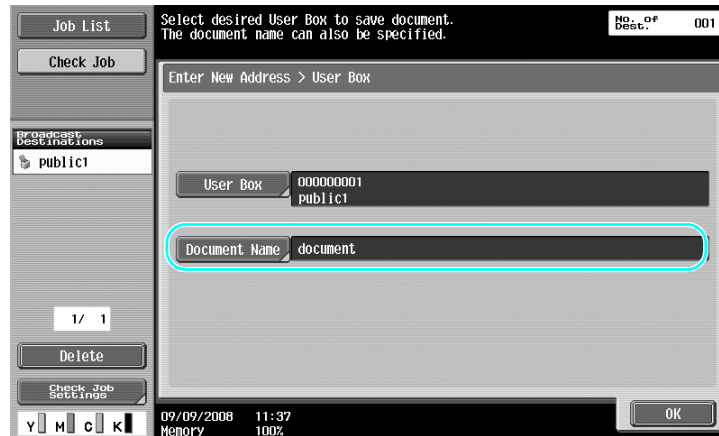 Job List
Check Job
Select desired User Box to save document.
The document name can also be specified.
No. of Dest. 001
Enter New Address > User Box
Broadcast Destinations
public1
User Box
000000001
public1
Document Name
document
1/ 1
Delete
Check Job Settings
Y M C K
09/09/2008 11:37
Memory 100%
OK